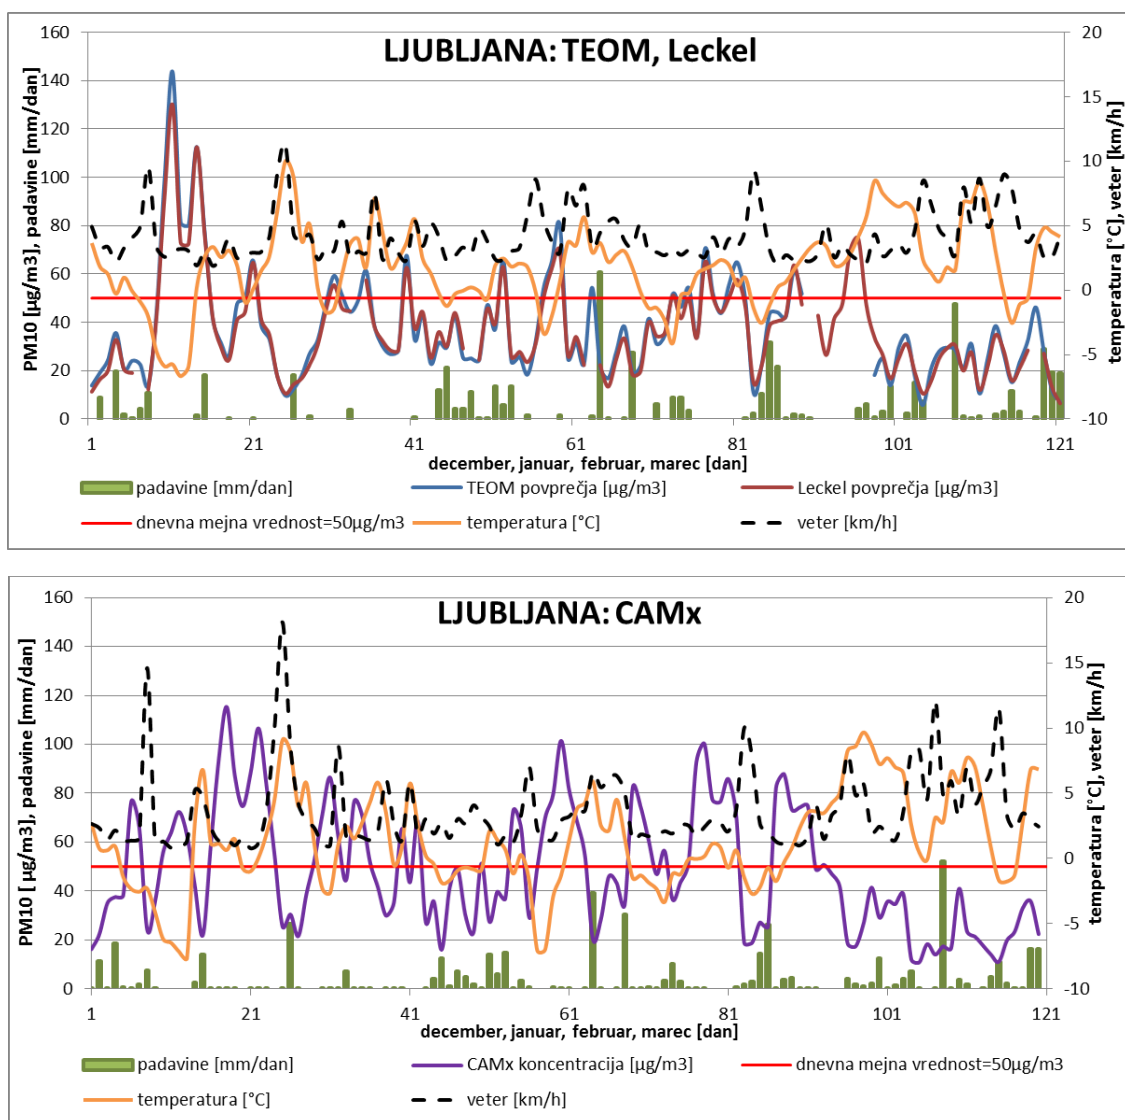 LJUBLJANA: TEOM, Leckel
PM10 [µg/m3], padavine [mm/dan]
160
140
120
100
80
60
40
20
0
20
15
10
5
0
-5
-10
temperatura [°C], veter [km/h]
1 21 41 61 81 101 121
december, januar, februar, marec [dan]
padavine [mm/dan] TEOM povprečja [µg/m3] Leckel povprečja [µg/m3]
dnevna mejna vrednost=50µg/m3 temperatura [°C] veter [km/h]
LJUBLJANA: CAMx
PM10 [ µg/m3], padavine [mm/dan]
160
140
120
100
80
60
40
20
0
20
15
10
5
0
-5
-10
temperatura [°C], veter [km/h]
1 21 41 61 81 101 121
december, januar, februar, marec [dan]
padavine [mm/dan] CAMx koncentracija [µg/m3] dnevna mejna vrednost=50µg/m3
temperatura [°C] veter [km/h]